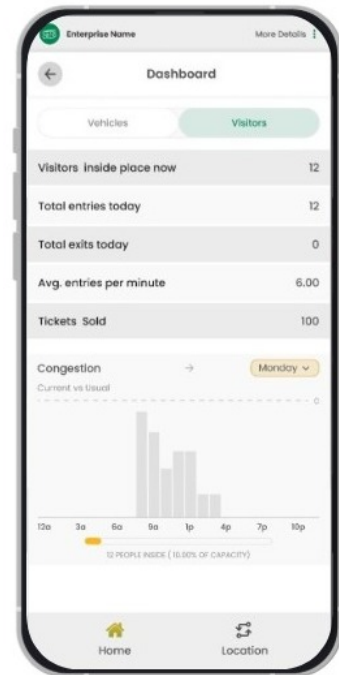 Enterprise Name More Details
Dashboard
Vehicles Visitors
Visitors inside place now 12
Total entries today 12
Total exits today 0
Avg. entries per minute 6.00
Tickets Sold 100
Congestion → Monday
Current vs Usual
0
12a 3a 6a 9a 1p 4p 7p 10p
12 PEOPLE INSIDE ( 10.00% OF CAPACITY)
Home Location